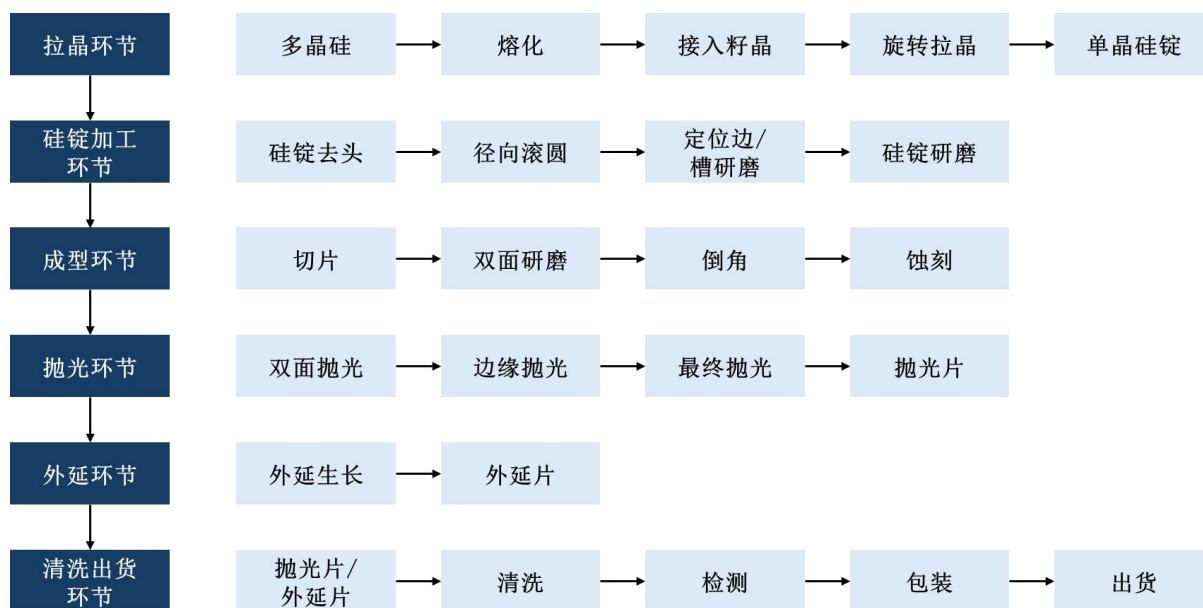 拉晶环节
多晶硅
熔化
接入籽晶
旋转拉晶
单晶硅锭
硅锭加工
环节
硅锭去头
径向滚圆
定位边/
槽研磨
硅锭研磨
成型环节
切片
双面研磨
倒角
蚀刻
抛光环节
双面抛光
边缘抛光
最终抛光
抛光片
外延环节
外延生长
外延片
清洗出货
环节
抛光片/
外延片
清洗
检测
包装
出货